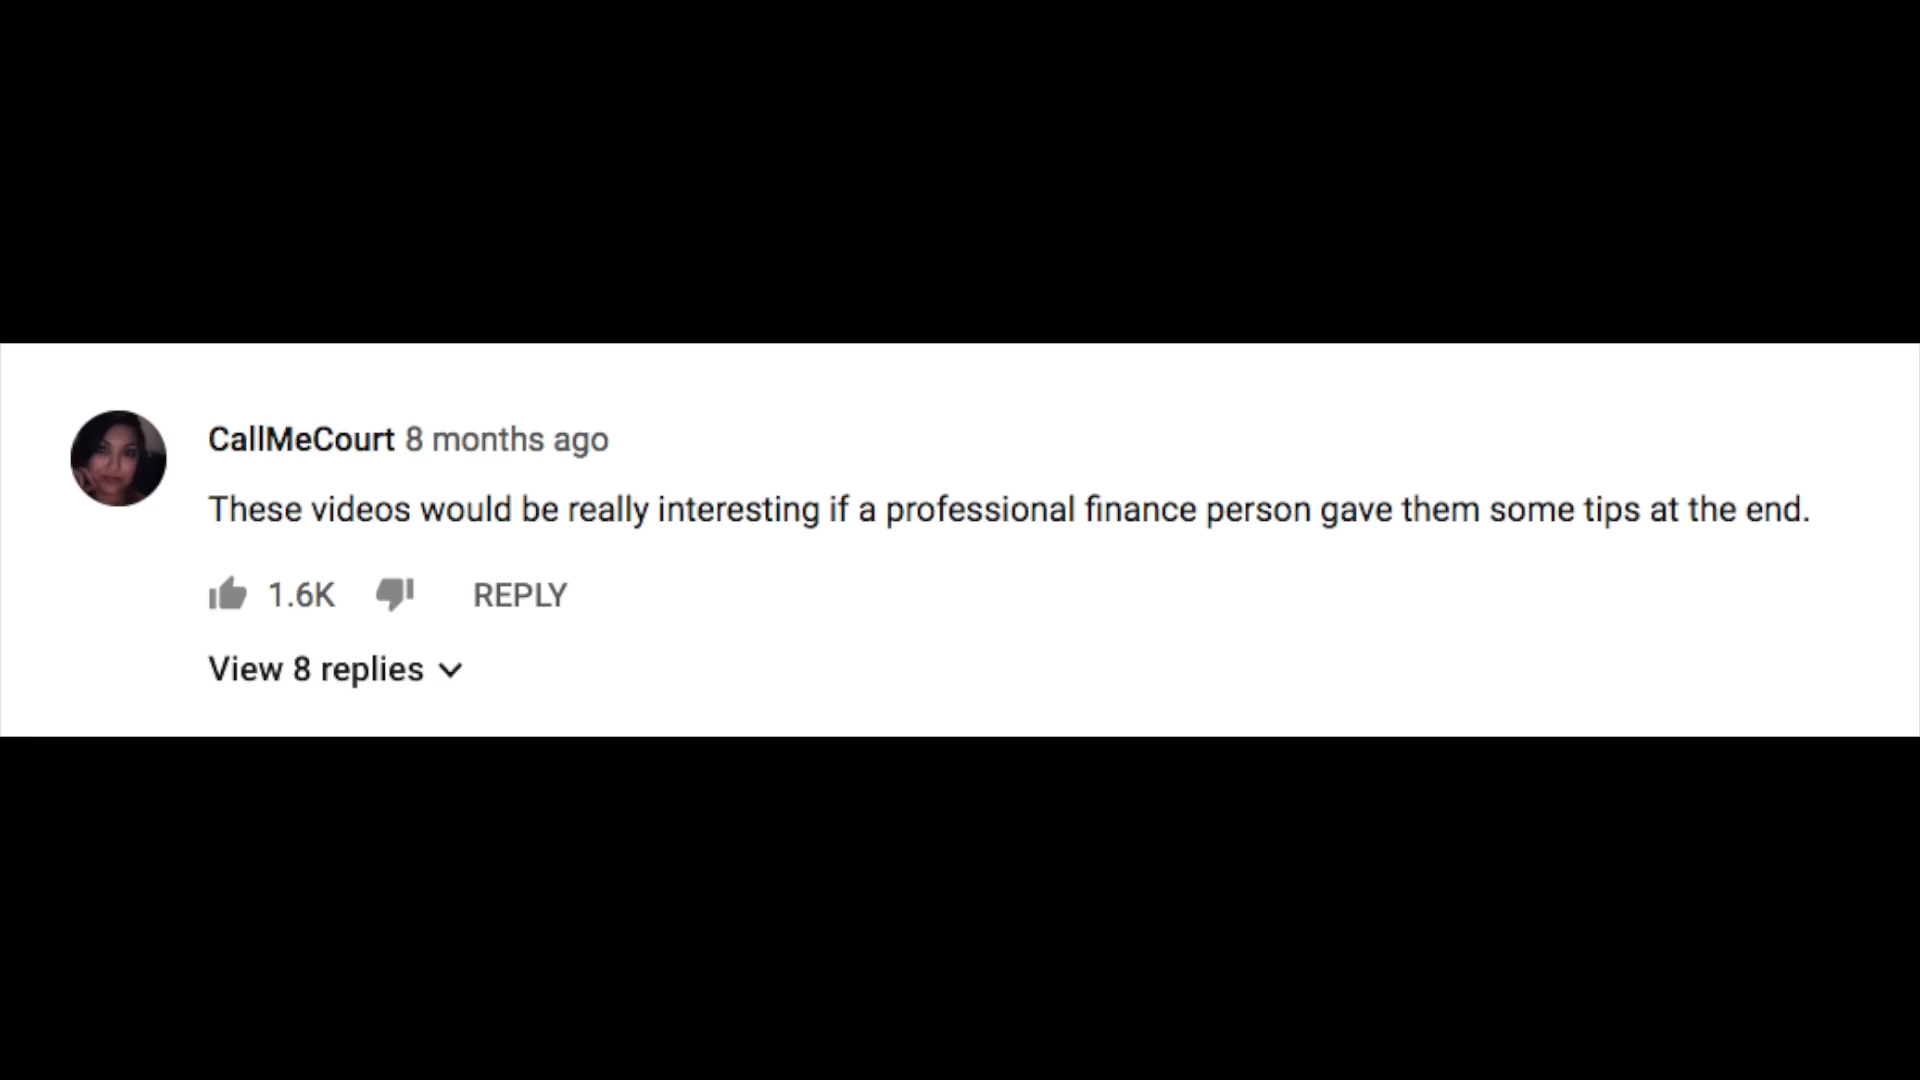 CallMeCourt 8 months ago
These videos would be really interesting if a professional finance person gave them some tips at the end.
1.6K REPLY
View 8 replies